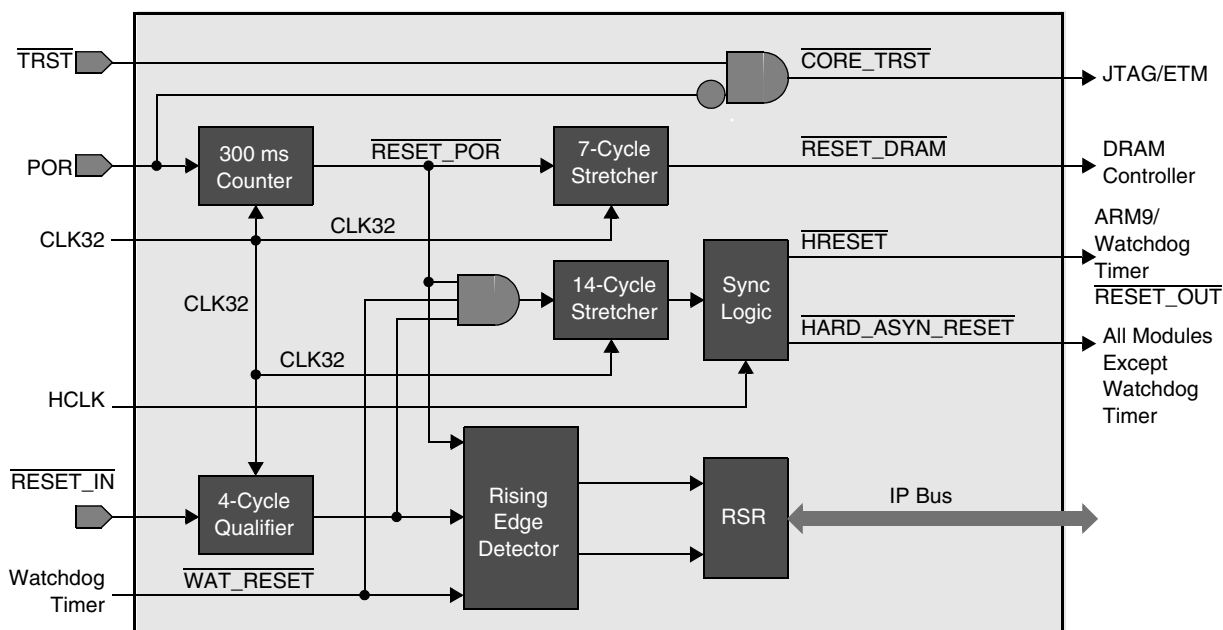 TRST
CORE_TRST
JTAG/ETM
POR
300 ms
Counter
RESET_POR
7-Cycle
Stretcher
RESET_DRAM
DRAM
Controller
CLK32
CLK32
CLK32
CLK32
14-Cycle
Stretcher
Sync
Logic
HRESET
ARM9/
Watchdog
Timer
RESET_OUT
HARD_ASYN_RESET
All Modules
Except
Watchdog
Timer
HCLK
RESET_IN
4-Cycle
Qualifier
Rising
Edge
Detector
RSR
IP Bus
Watchdog
Timer
WAT_RESET